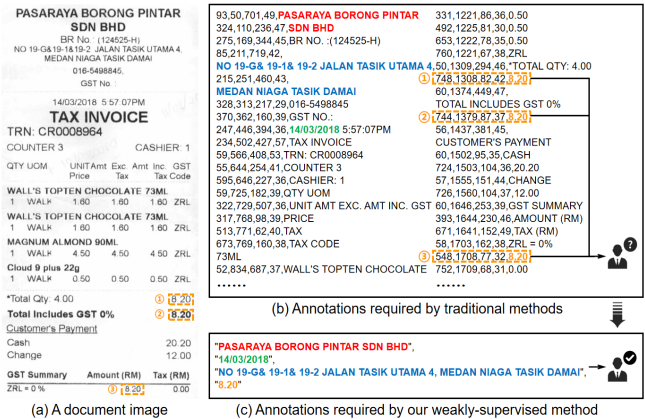 PASARAYA BORONG PINTAR
SDN BHD
BR NO. :(124525-H)
NO 19-G&19-1&19-2 JALAN TASIK UTAMA 4,
MEDAN NIAGA TASIK DAMAI
016-5498845,
GST No. :
14/03/2018 5:57:07PM
TAX INVOICE
TRN: CR0008964
COUNTER 3 CASHIER: 1
QTY UOM UNIT Amt Exc. Amt Inc. GST
Price Tax Tax Code
WALL'S TOPTEN CHOCOLATE 73ML
1 WALK 1.60 1.60 1.60 ZRL
WALL'S TOPTEN CHOCOLATE 73ML
1 WALK 1.60 1.60 1.60 ZRL
MAGNUM ALMOND 90ML
1 WALK 4.50 4.50 4.50 ZRL
Cloud 9 plus 22g
1 WALK 0.50 0.50 0.50 ZRL
*Total Qty: 4.00 ① 8.20
Total Includes GST 0% ② 8.20
Customer's Payment
Cash 20.20
Change 12.00
GST Summary Amount (RM) Tax (RM)
ZRL = 0 % ③ 8.20 0.00
(a) A document image
93,50,701,49,PASARAYA BORONG PINTAR
324,110,236,47,SDN BHD
275,169,344,45,BR NO. :(124525-H)
85,211,719,42,
NO 19-G& 19-1& 19-2 JALAN TASIK UTAMA 4,
215,251,460,43,
MEDAN NIAGA TASIK DAMAI
328,313,217,29,016-5498845
370,362,160,39,GST No.:
247,446,394,36,14/03/2018 5:57:07PM
234,502,427,57,TAX INVOICE
59,566,408,53,TRN: CR0008964
55,644,254,41,COUNTER 3
595,646,227,36,CASHIER: 1
59,725,182,39,QTY UOM
322,729,507,36,UNIT AMT EXC. AMT INC. GST
317,768,98,39,PRICE
513,771,62,40,TAX
673,769,160,38,TAX CODE
73ML
52,834,687,37,WALL'S TOPTEN CHOCOLATE
......
331,1221,86,36,0.50
492,1225,81,30,0.50
653,1222,78,35,0.50
760,1221,67,38,ZRL
50,1309,294,46,*TOTAL QTY: 4.00
① 748,1308,82,42,8.20
60,1374,449,47,
TOTAL INCLUDES GST 0%
② 744,1379,87,37,8.20
56,1437,381,45,
CUSTOMER'S PAYMENT
60,1502,95,35,CASH
724,1503,104,36,20.20
57,1555,151,44,CHANGE
726,1560,104,37,12.00
60,1646,253,39,GST SUMMARY
393,1644,230,46,AMOUNT (RM)
671,1641,152,49,TAX (RM)
58,1703,162,38,ZRL = 0%
③ 548,1708,77,32,8.20
752,1709,68,31,0.00
......
?
(b) Annotations required by traditional methods
"PASARAYA BORONG PINTAR SDN BHD",
"14/03/2018",
"NO 19-G& 19-1& 19-2 JALAN TASIK UTAMA 4, MEDAN NIAGA TASIK DAMAI",
"8.20"
(c) Annotations required by our weakly-supervised method